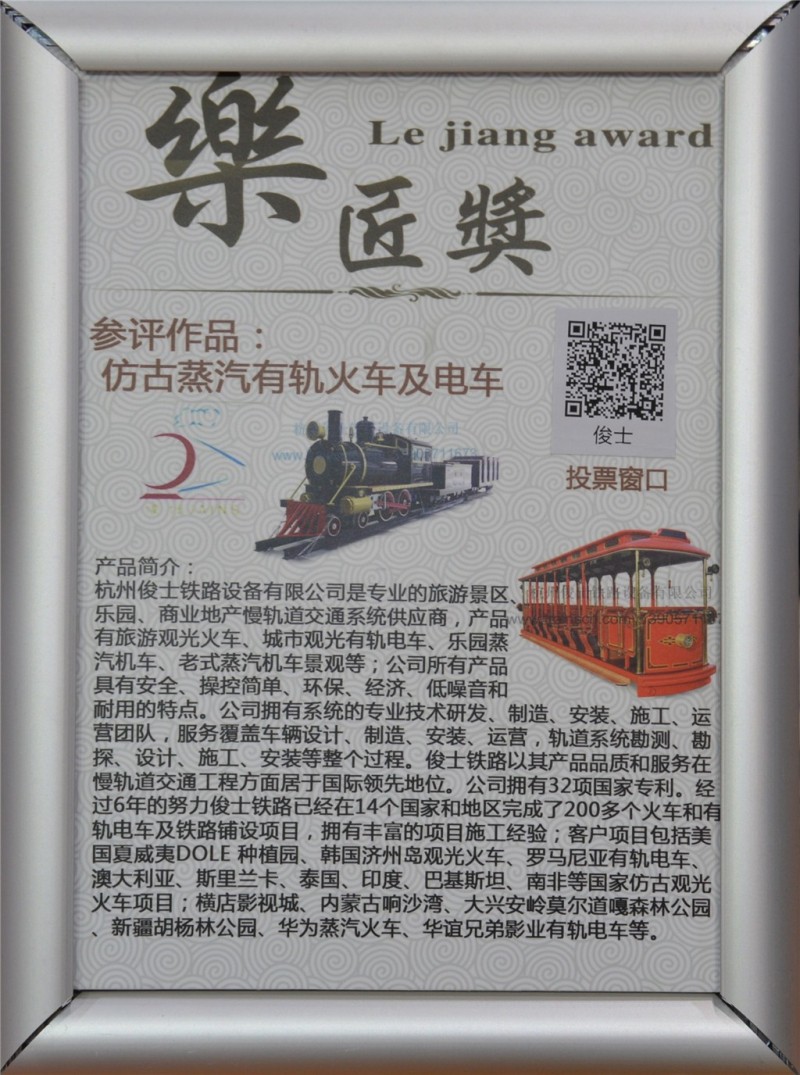 樂
Le jiang award
匠獎
参评作品：
仿古蒸汽有轨火车及电车
俊士
投票窗口
产品简介：
杭州俊士铁路设备有限公司是专业的旅游景区、
乐园、商业地产慢轨道交通系统供应商，产品
有旅游观光火车、城市观光有轨电车、乐园蒸
汽机车、老式蒸汽机车景观等；公司所有产品
具有安全、操控简单、环保、经济、低噪音和
耐用的特点。公司拥有系统的专业技术研发、制造、安装、施工、运
营团队，服务覆盖车辆设计、制造、安装、运营，轨道系统勘测、勘
探、设计、施工、安装等整个过程。俊士铁路以其产品品质和服务在
慢轨道交通工程方面居于国际领先地位。公司拥有32项国家专利。经
过6年的努力俊士铁路已经在14个国家和地区完成了200多个火车和有
轨电车及铁路铺设项目，拥有丰富的项目施工经验；客户项目包括美
国夏威夷DOLE 种植园、韩国济州岛观光火车、罗马尼亚有轨电车、
澳大利亚、斯里兰卡、泰国、印度、巴基斯坦、南非等国家仿古观光
火车项目；横店影视城、内蒙古响沙湾、大兴安岭莫尔道嘎森林公园
、新疆胡杨林公园、华为蒸汽火车、华谊兄弟影业有轨电车等。